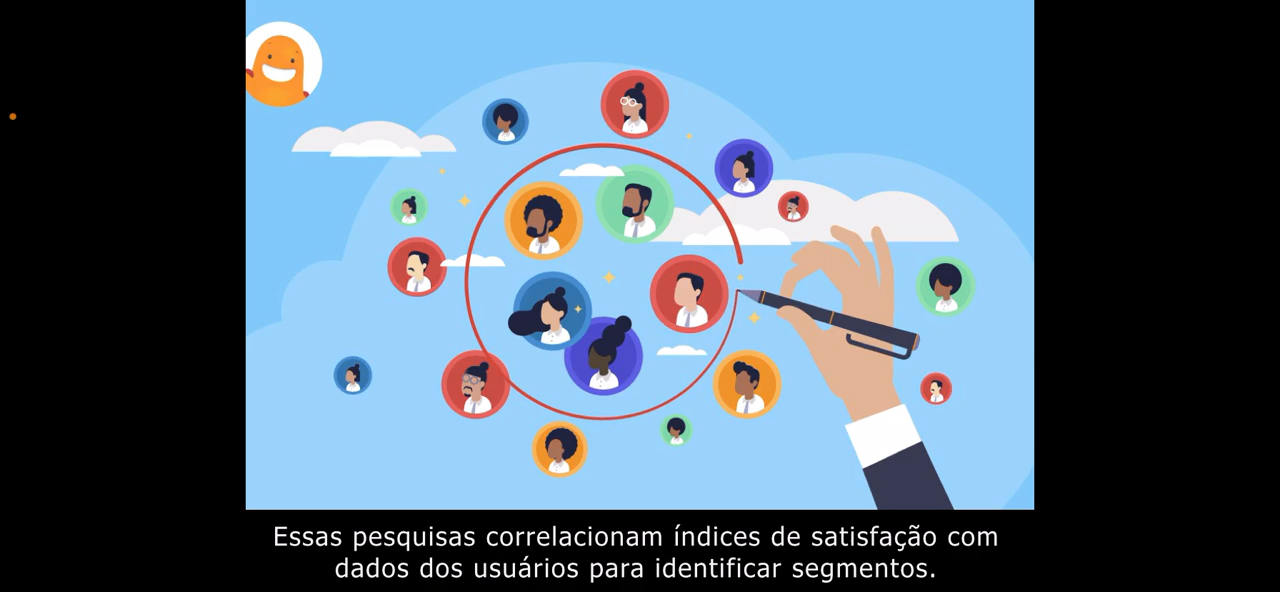 Essas pesquisas correlacionam índices de satisfação com
dados dos usuários para identificar segmentos.